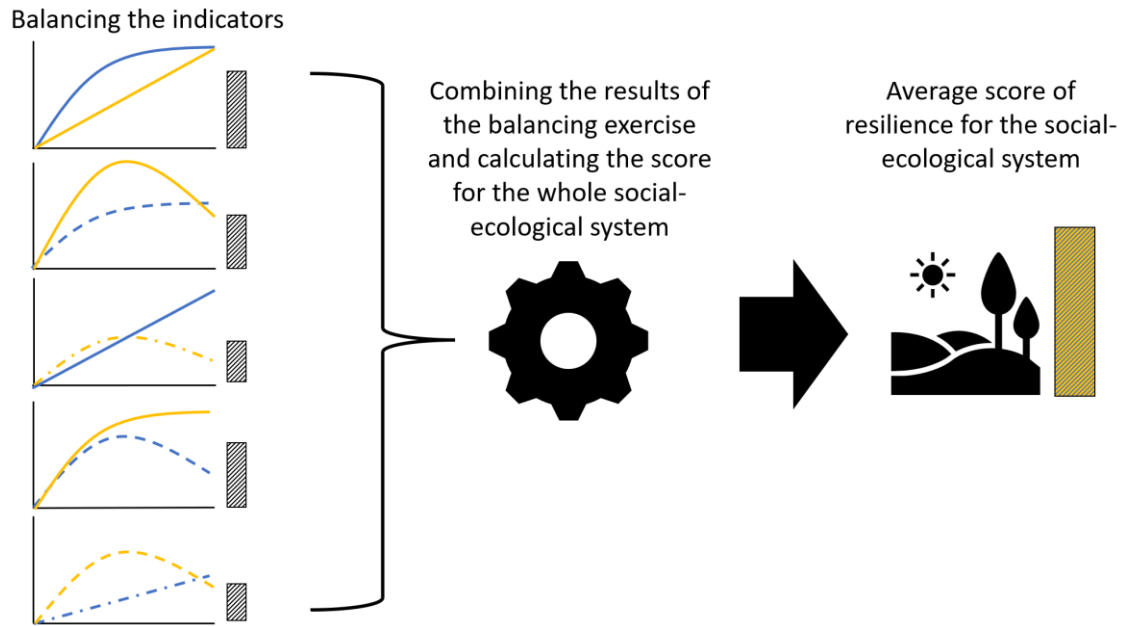 Balancing the indicators
Combining the results of
the balancing exercise
and calculating the score
for the whole social-
ecological system
Average score of
resilience for the social-
ecological system